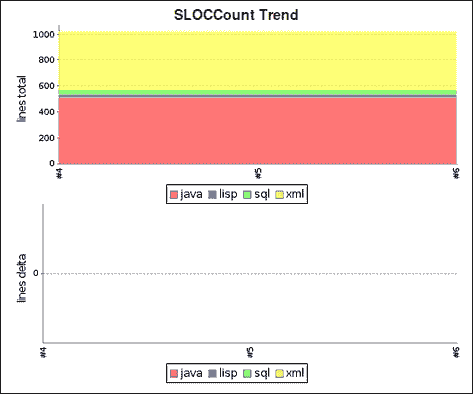 SLOCCount Trend
lines total
1000
800
600
400
200
0
#4
#5
#6
java lisp sql xml
lines delta
0
#4
#5
#6
java lisp sql xml